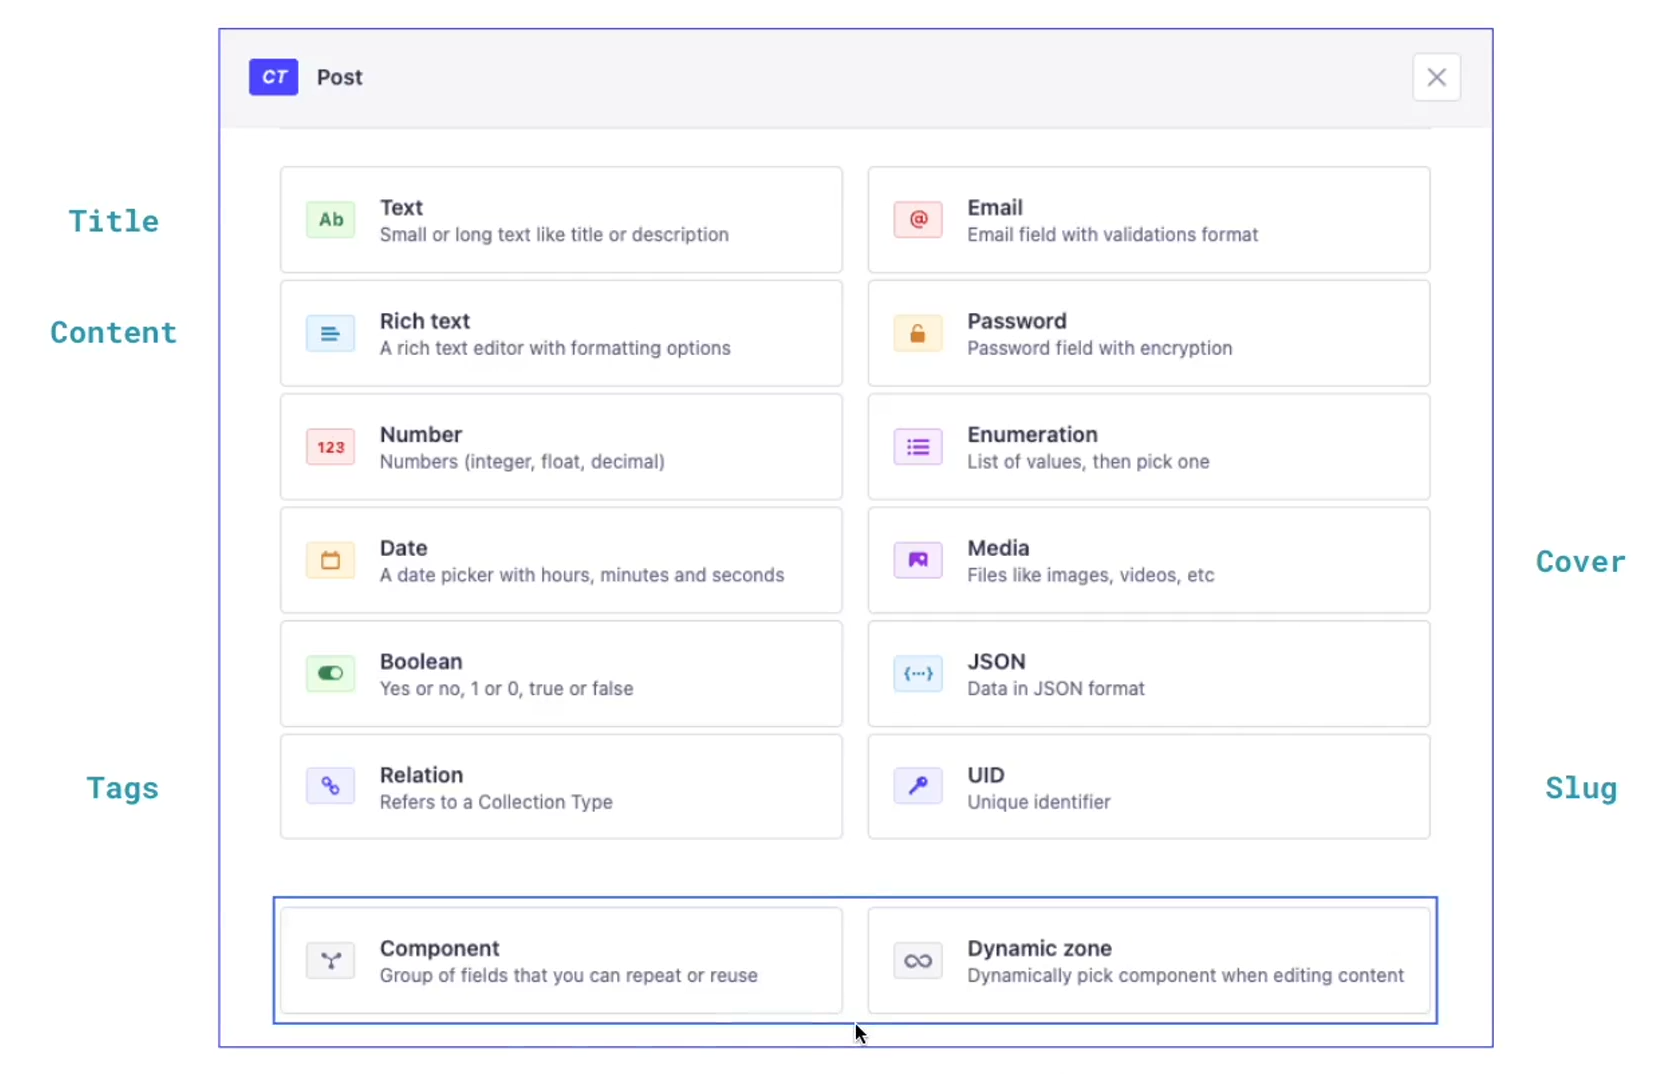 CT Post
Title
Ab Text
Small or long text like title or description
@ Email
Email field with validations format
Content
Rich text
A rich text editor with formatting options
Password
Password field with encryption
123 Number
Numbers (integer, float, decimal)
Enumeration
List of values, then pick one
Date
A date picker with hours, minutes and seconds
Media
Files like images, videos, etc
Cover
Boolean
Yes or no, 1 or 0, true or false
{···} JSON
Data in JSON format
Tags
Relation
Refers to a Collection Type
UID
Unique identifier
Slug
Component
Group of fields that you can repeat or reuse
Dynamic zone
Dynamically pick component when editing content